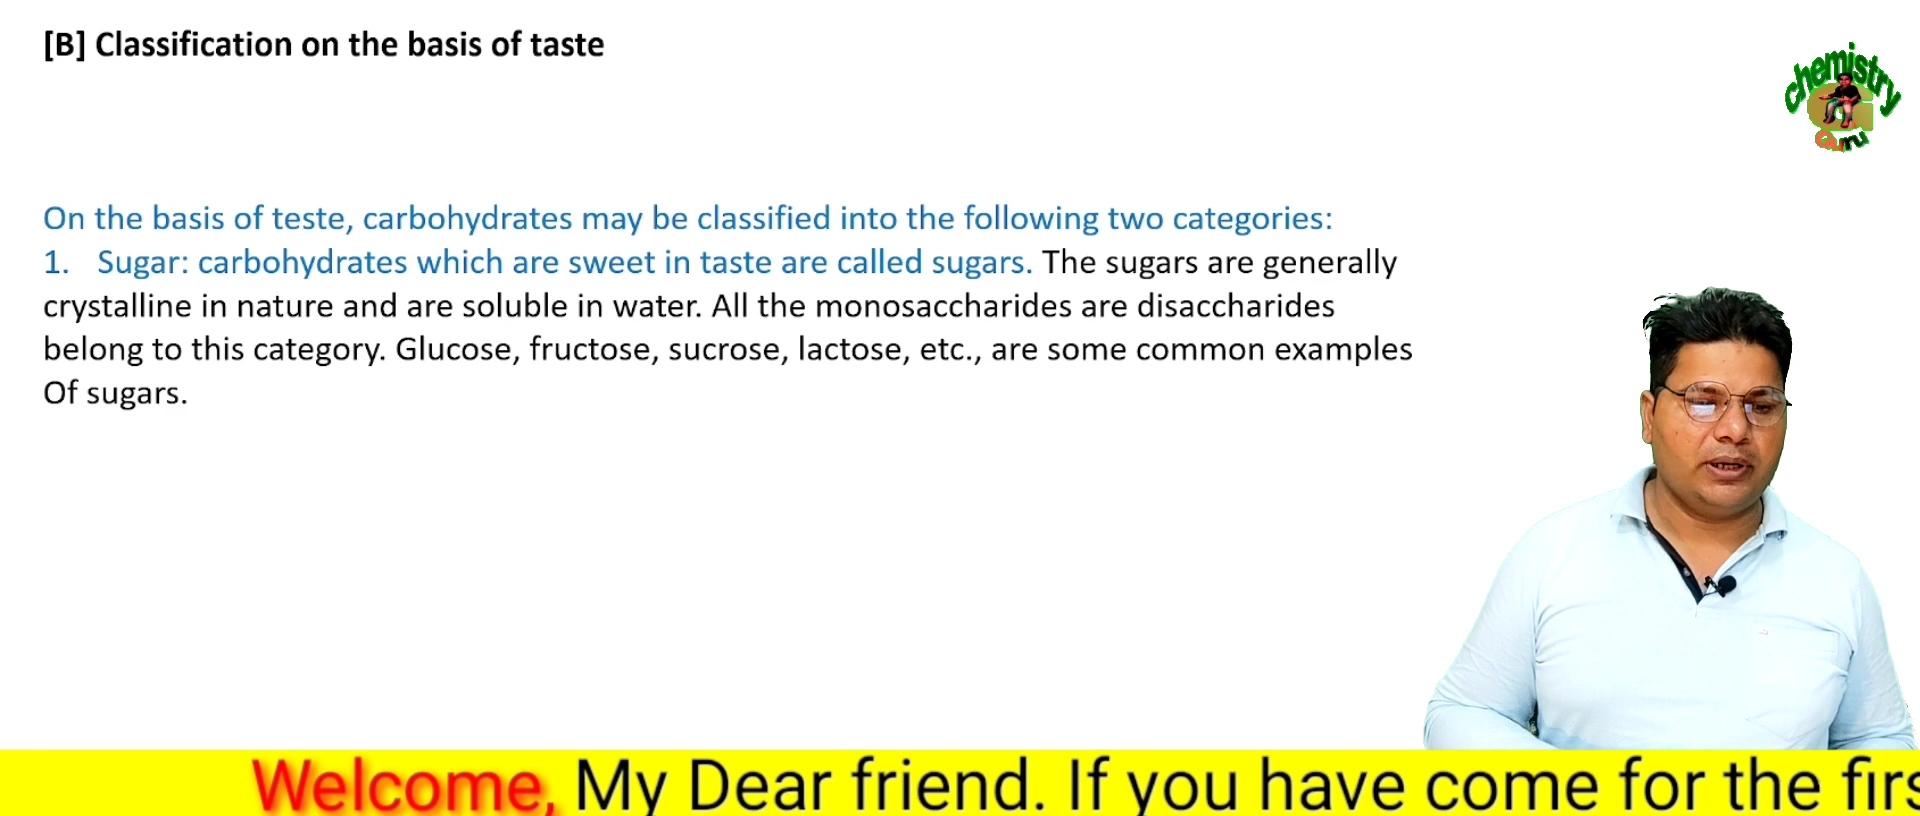 [B] Classification on the basis of taste
chemistry
Guru
On the basis of teste, carbohydrates may be classified into the following two categories:
1. Sugar: carbohydrates which are sweet in taste are called sugars. The sugars are generally
crystalline in nature and are soluble in water. All the monosaccharides are disaccharides
belong to this category. Glucose, fructose, sucrose, lactose, etc., are some common examples
Of sugars.
Welcome, My Dear friend. If you have come for the firs